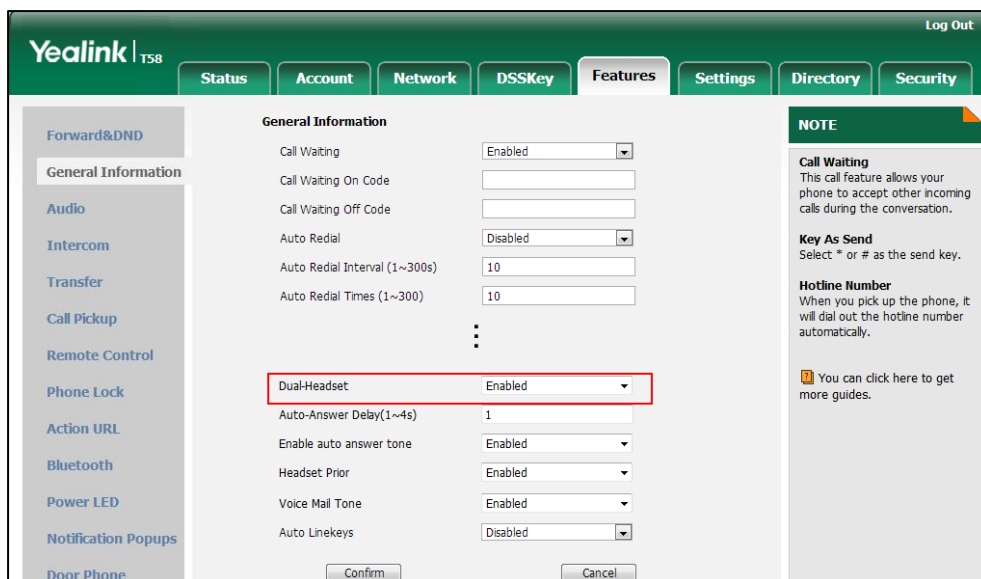 Log Out
Yealink | T58
Status Account Network DSSKey Features Settings Directory Security
Forward&DND
General Information
Audio
Intercom
Transfer
Call Pickup
Remote Control
Phone Lock
Action URL
Bluetooth
Power LED
Notification Popups
Door Phone
General Information
Call Waiting Enabled
Call Waiting On Code
Call Waiting Off Code
Auto Redial Disabled
Auto Redial Interval (1~300s) 10
Auto Redial Times (1~300) 10
Dual-Headset Enabled
Auto-Answer Delay(1~4s) 1
Enable auto answer tone Enabled
Headset Prior Enabled
Voice Mail Tone Enabled
Auto Linekeys Disabled
Confirm Cancel
NOTE
Call Waiting
This call feature allows your
phone to accept other incoming
calls during the conversation.
Key As Send
Select * or # as the send key.
Hotline Number
When you pick up the phone, it
will dial out the hotline number
automatically.
You can click here to get
more guides.